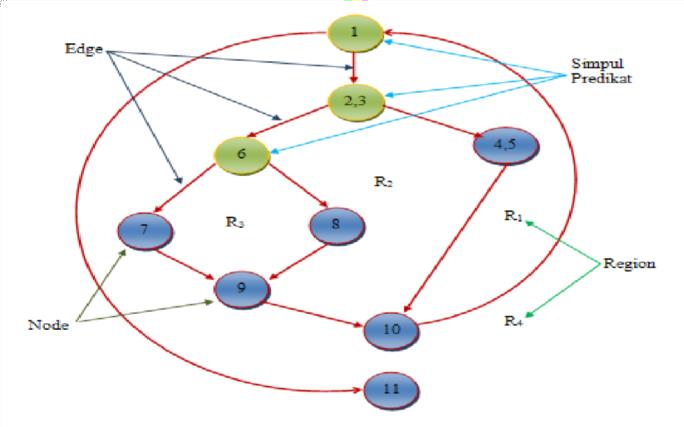 1
Edge
Simpul
Predikat
2,3
4,5
6
R2
R3
R1
7
8
Region
9
Node
10
R4
11